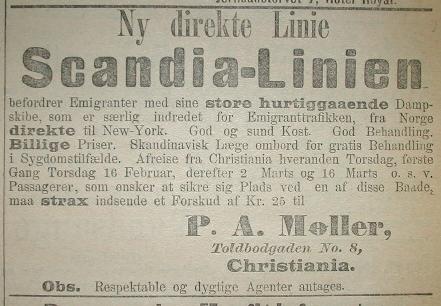 Jernbanetorvet 7, Hotel Royal.
Ny direkte Linie
Scandia-Linien
befordrer Emigranter med sine store hurtiggaaende Damp-
skibe, som er særlig indredet for Emigranttrafikken, fra Norge
direkte til New-York. God og sund Kost. God Behandling.
Billige Priser. Skandinavisk Læge ombord for gratis Behandling
i Sygdomstilfælde. Afreise fra Christiania hveranden Torsdag, første
Gang Torsdag 16 Februar, derefter 2 Marts og 16 Marts o. s. v.
Passagerer, som ønsker at sikre sig Plads ved en af disse Baade,
maa strax indsende et Forskud af Kr. 25 til
P. A. Møller,
Toldbodgaden No. 8,
Christiania.
Obs. Respektable og dygtige Agenter antages.